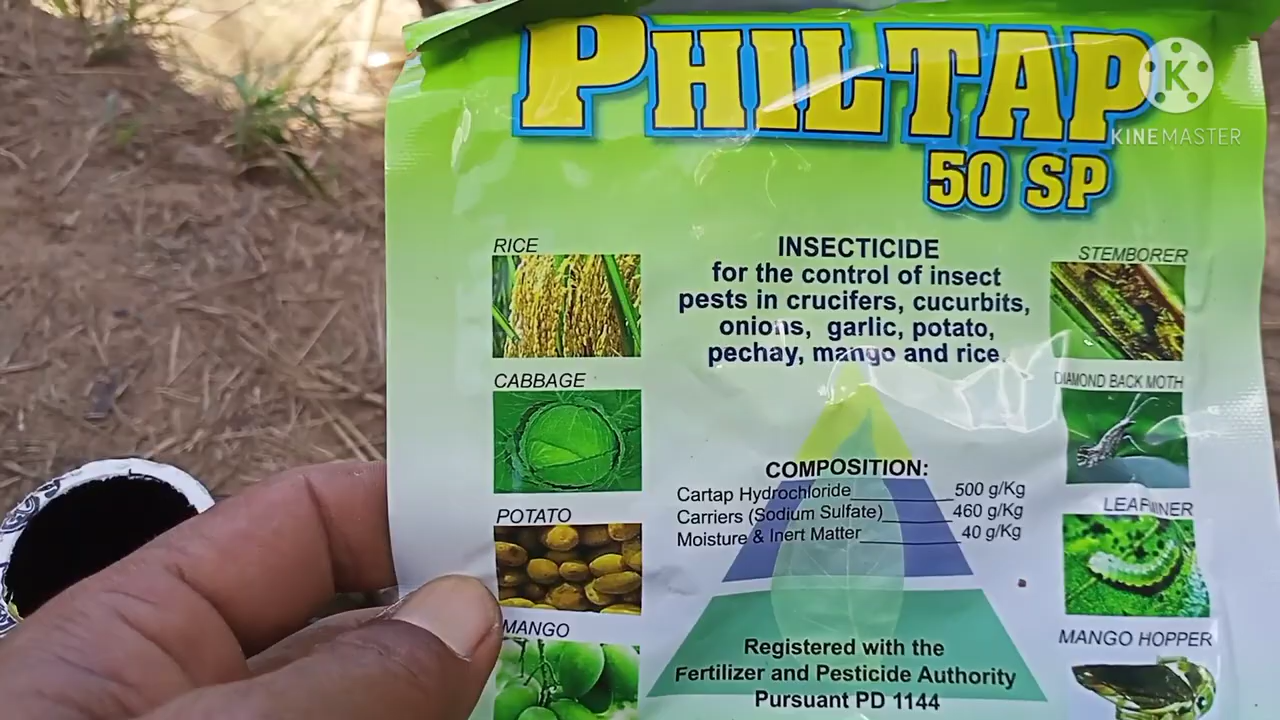 PHILTAP
50 SP
KINEMASTER
INSECTICIDE
for the control of insect
pests in crucifers, cucurbits,
onions, garlic, potato,
pechay, mango and rice.
RICE
CABBAGE
POTATO
MANGO
COMPOSITION:
Cartap Hydrochloride 500 g/Kg
Carriers (Sodium Sulfate) 460 g/Kg
Moisture & Inert Matter 40 g/Kg
Registered with the
Fertilizer and Pesticide Authority
Pursuant PD 1144
STEMBORER
DIAMOND BACK MOTH
LEAFMINER
MANGO HOPPER